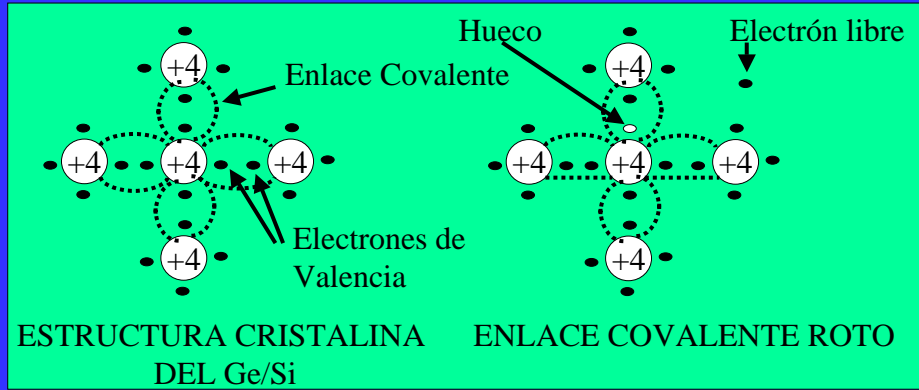 Hueco
Electrón libre
+4
+4
Enlace Covalente
+4
+4
+4
+4
+4
+4
Electrones de
Valencia
+4
+4
ESTRUCTURA CRISTALINA
DEL Ge/Si
ENLACE COVALENTE ROTO